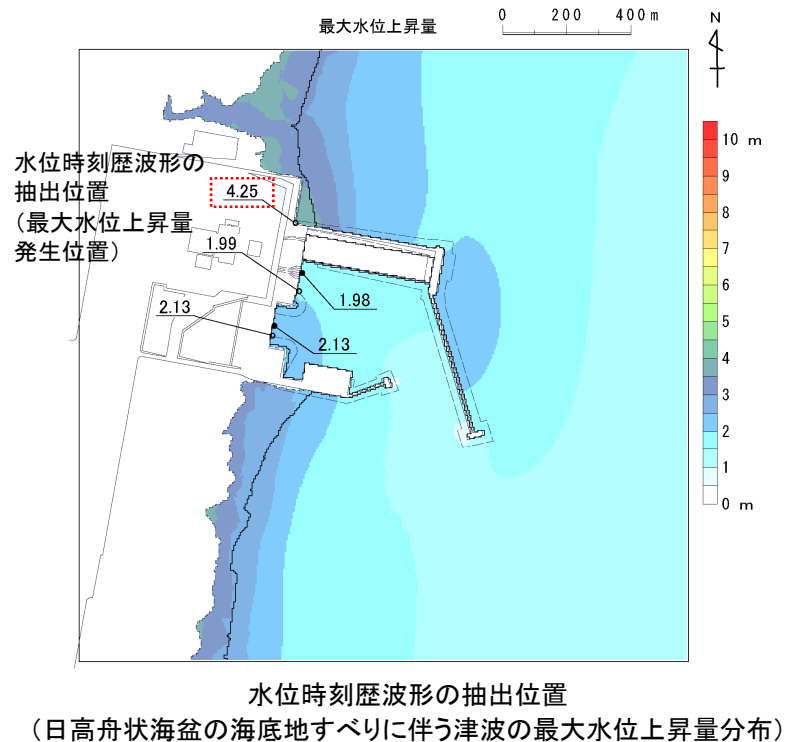 最大水位上昇量
0 200 400m
N
水位時刻歴波形の
抽出位置
（最大水位上昇量
発生位置）
4.25
1.99
1.98
2.13
2.13
10 m
9
8
7
6
5
4
3
2
1
0 m
水位時刻歴波形の抽出位置
（日高舟状海盆の海底地すべりに伴う津波の最大水位上昇量分布）